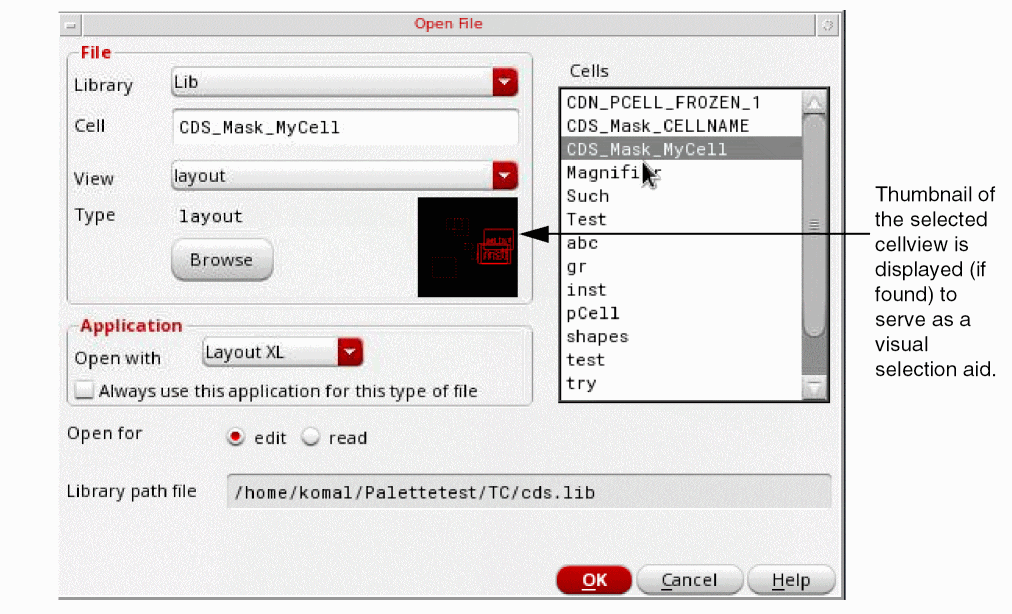 Open File
File
Library
Lib
Cell
CDS_Mask_MyCell
View
layout
Type
layout
Browse
Application
Open with
Layout XL
Always use this application for this type of file
Cells
CDN_PCELL_FROZEN_1
CDS_Mask_CELLNAME
CDS_Mask_MyCell
Magnifier
Such
Test
abc
gr
inst
pCell
shapes
test
try
Thumbnail of
the selected
cellview is
displayed (if
found) to
serve as a
visual
selection aid.
Open for
edit
read
Library path file
/home/komal/Palettetest/TC/cds.lib
OK
Cancel
Help